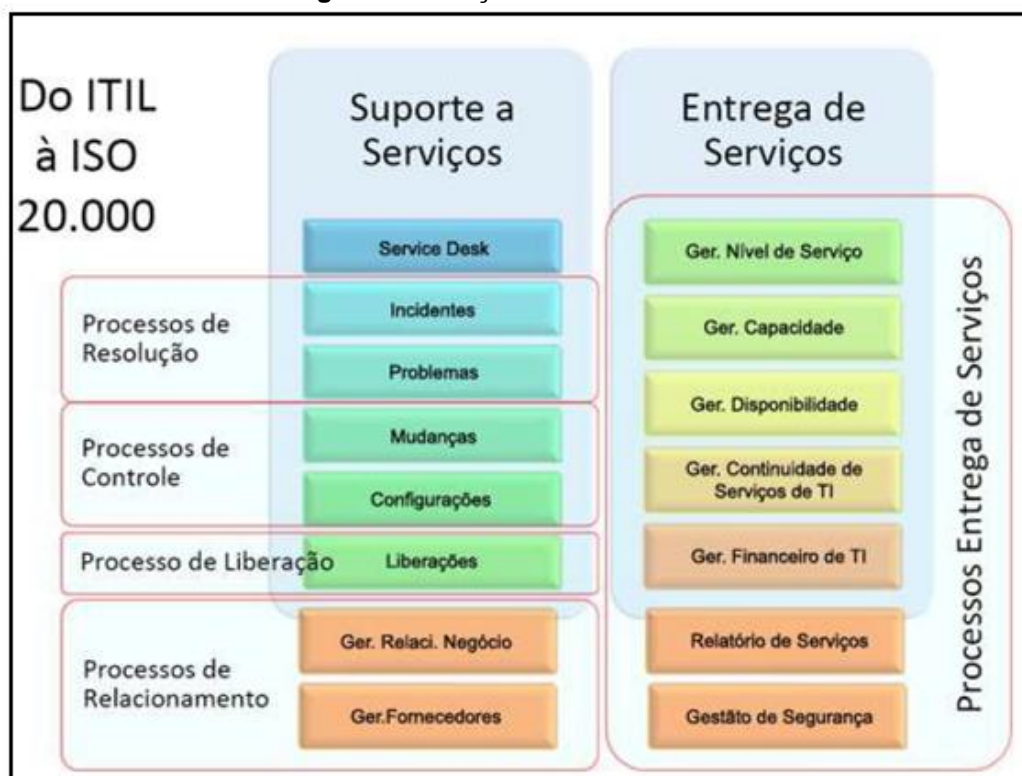 Do ITIL
à ISO
20.000
Suporte a
Serviços
Entrega de
Serviços
Service Desk
Ger. Nível de Serviço
Processos de
Resolução
Incidentes
Problemas
Ger. Capacidade
Ger. Disponibilidade
Processos de
Controle
Mudanças
Configurações
Ger. Continuidade de
Serviços de TI
Processo de Liberação
Liberações
Ger. Financeiro de TI
Processos de
Relacionamento
Ger. Relaci. Negócio
Ger.Fornecedores
Relatório de Serviços
Gestãto de Segurança
Processos Entrega de Serviços